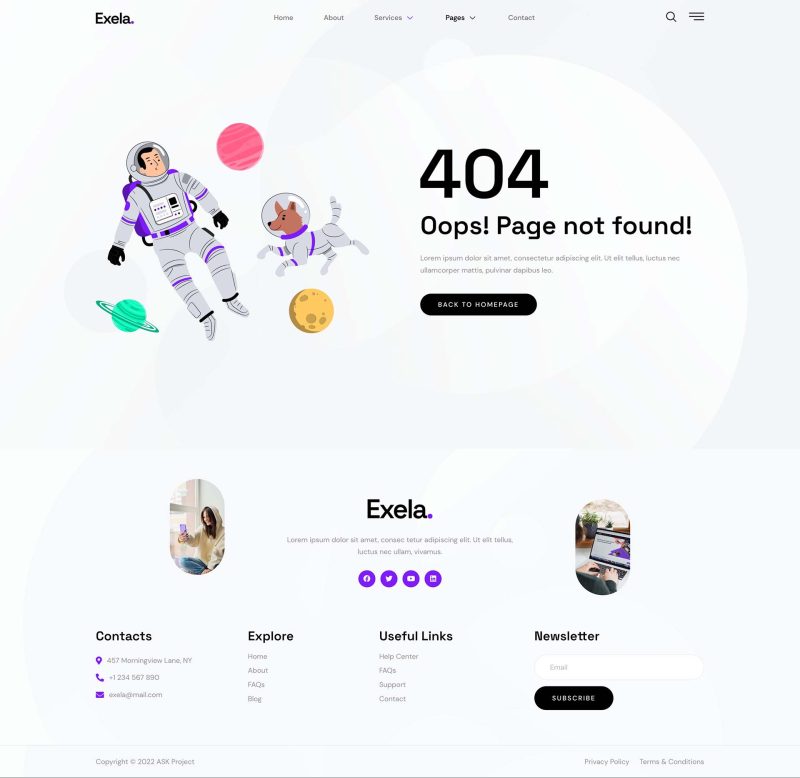 Exela.
Home About Services Pages Contact
404
Oops! Page not found!
Lorem ipsum dolor sit amet, consectetur adipiscing elit. Ut elit tellus, luctus nec
ullamcorper mattis, pulvinar dapibus leo.
BACK TO HOMEPAGE
Exela.
Lorem ipsum dolor sit amet, consec tetur adipiscing elit. Ut elit tellus,
luctus nec ullam, vivamus.
Contacts
457 Morningview Lane, NY
+1 234 567 890
exela@mail.com
Explore
Home
About
FAQs
Blog
Useful Links
Help Center
FAQs
Support
Contact
Newsletter
Email
SUBSCRIBE
Copyright © 2022 ASK Project
Privacy Policy Terms & Conditions